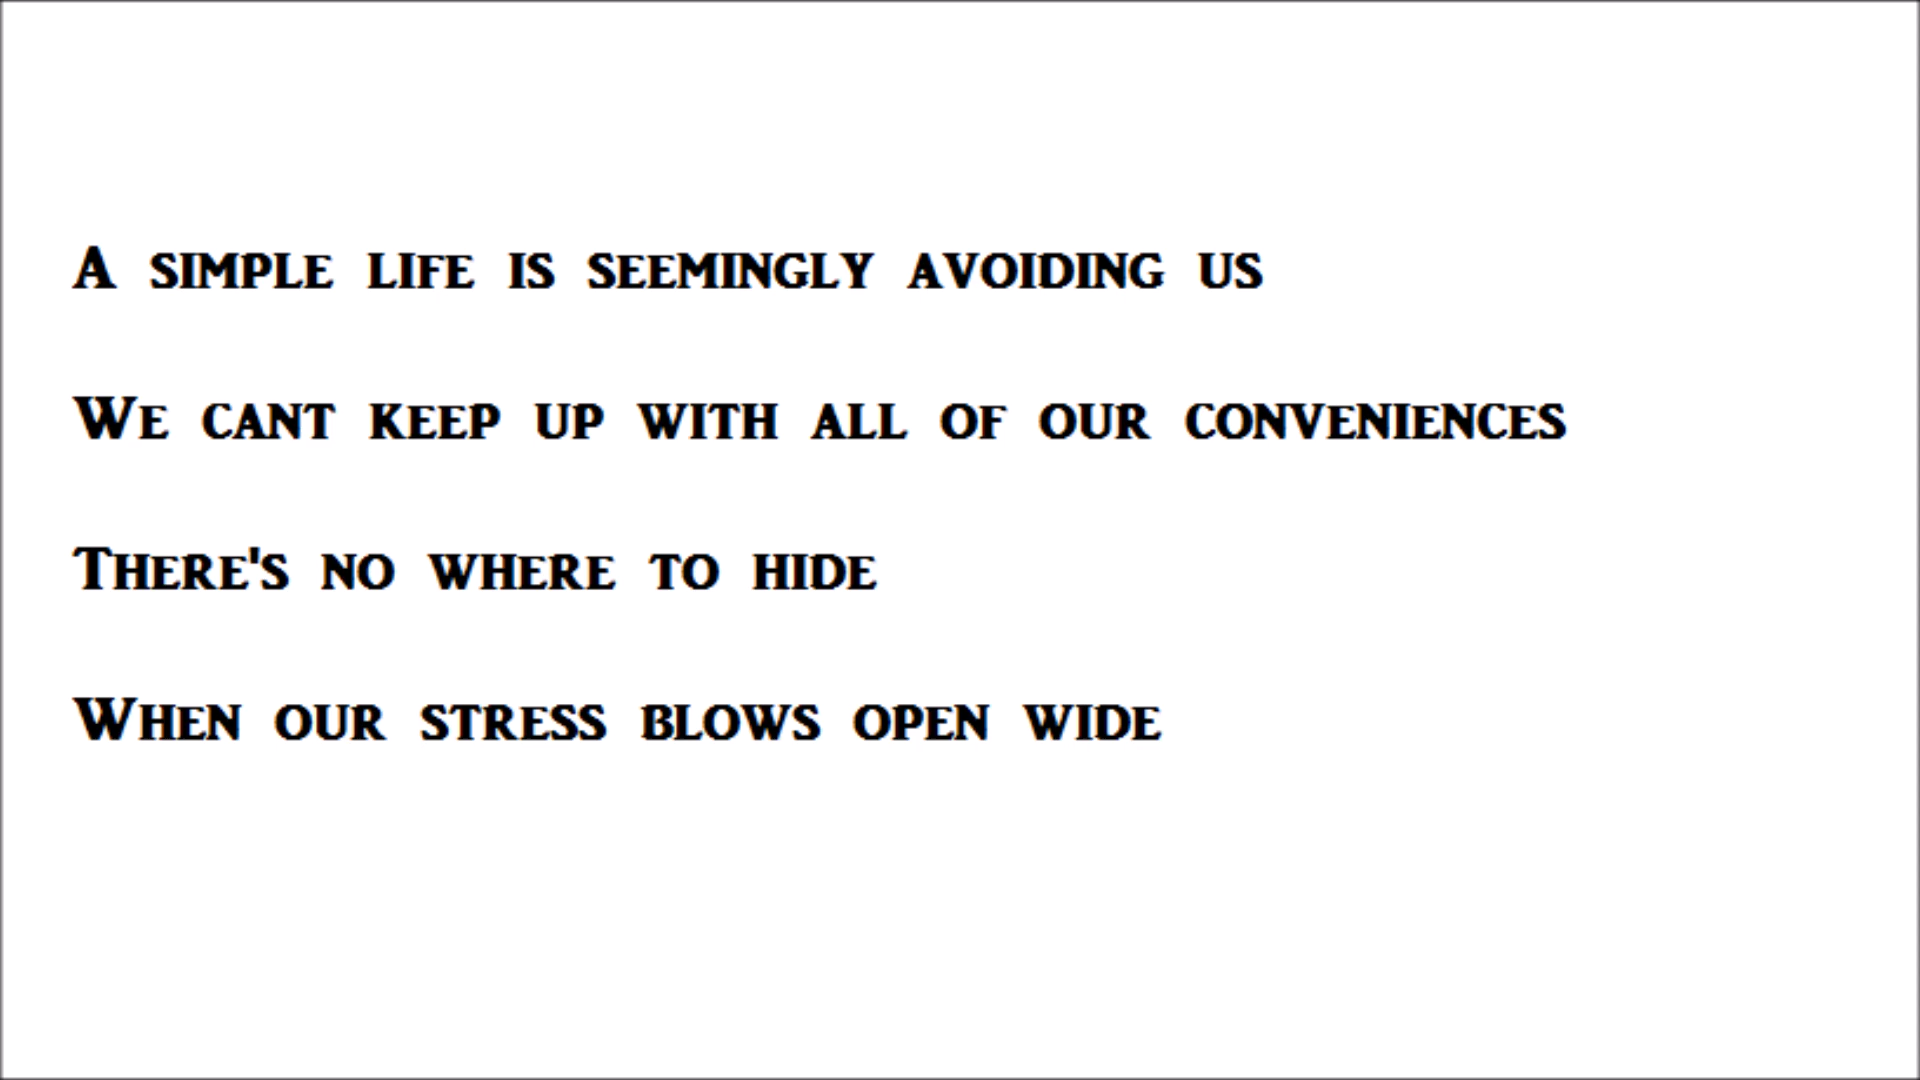 A simple life is seemingly avoiding us
We cant keep up with all of our conveniences
There's no where to hide
When our stress blows open wide